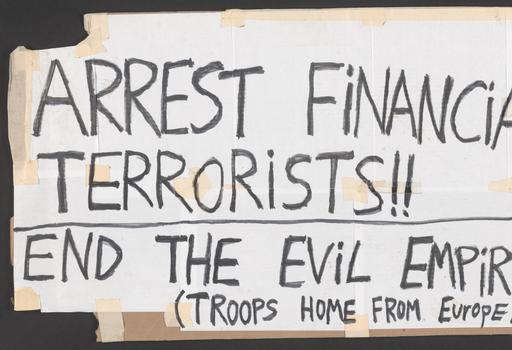 ARREST FiNANCiA
TERRORiSTS!!
END THE EViL EMPiR
(TROOPS HOME FROM EuropE,